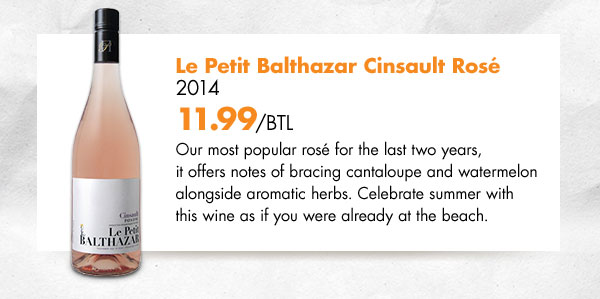 Le Petit Balthazar Cinsault Rosé
2014
11.99/BTL
Our most popular rosé for the last two years,
it offers notes of bracing cantaloupe and watermelon
alongside aromatic herbs. Celebrate summer with
this wine as if you were already at the beach.
Cinsault
Le Petit
BALTHAZAR